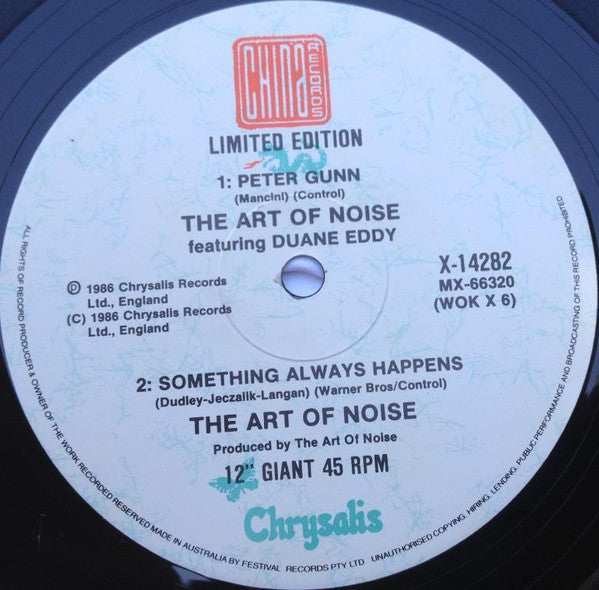 CHINA
RECORDS
LIMITED EDITION
1: PETER GUNN
(Mancini) (Control)
THE ART OF NOISE
featuring DUANE EDDY
Ⓟ 1986 Chrysalis Records
Ltd., England
(C) 1986 Chrysalis Records
Ltd., England
X-14282
MX-66320
(WOK X 6)
2: SOMETHING ALWAYS HAPPENS
(Dudley-Jeczalik-Langan) (Warner Bros/Control)
THE ART OF NOISE
Produced by The Art Of Noise
12" GIANT 45 RPM
Chrysalis
ALL RIGHTS OF RECORD PRODUCER & OWNER OF THE WORK RECORDED RESERVED MADE IN AUSTRALIA BY FESTIVAL RECORDS PTY LTD UNAUTHORISED COPYING, HIRING, LENDING, PUBLIC PERFORMANCE AND BROADCASTING OF THIS RECORD PROHIBITED